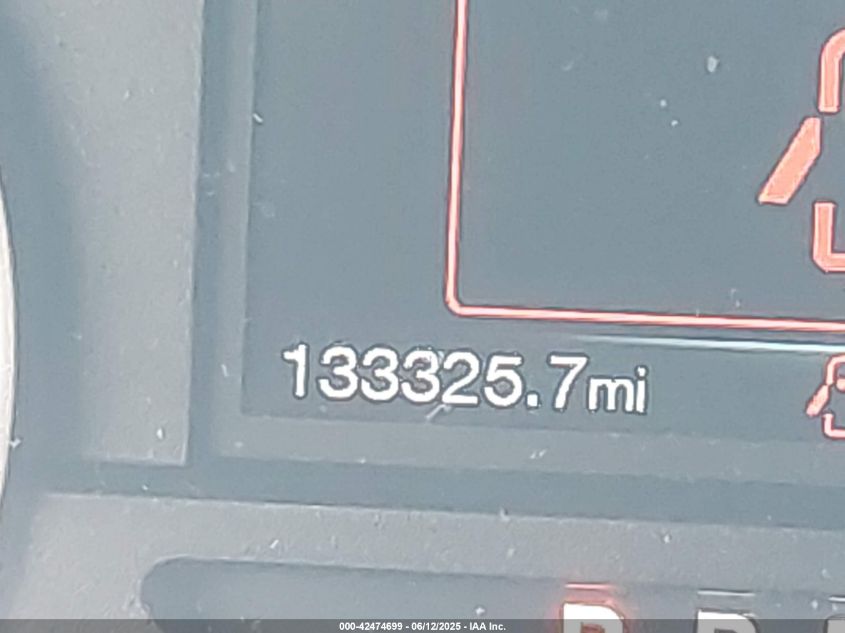 133325.7mi
P R
000-42474699 - 06/12/2025 - IAA Inc.